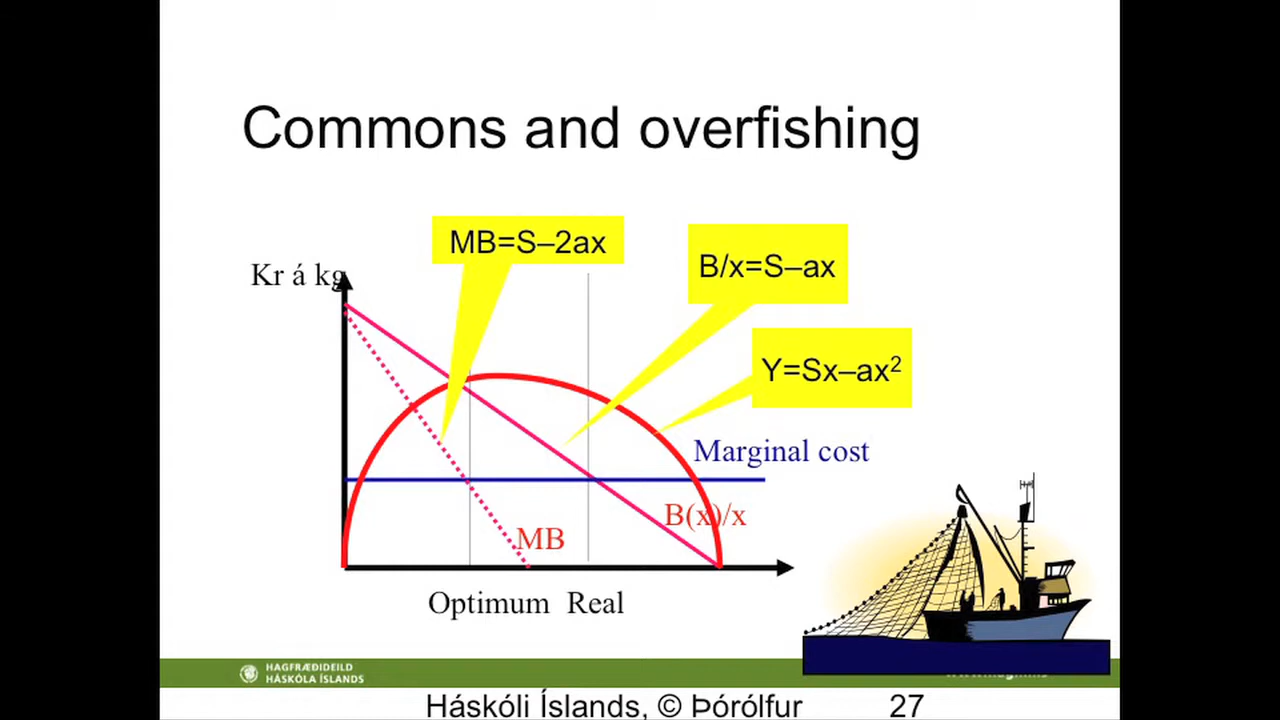 Commons and overfishing
MB=S–2ax
B/x=S–ax
Kr á kg
Y=Sx–ax²
Marginal cost
B(x)/x
MB
Optimum Real
HAGFRÆÐIDEILD
HÁSKÓLA ÍSLANDS
Háskóli Íslands, © Þórólfur
27